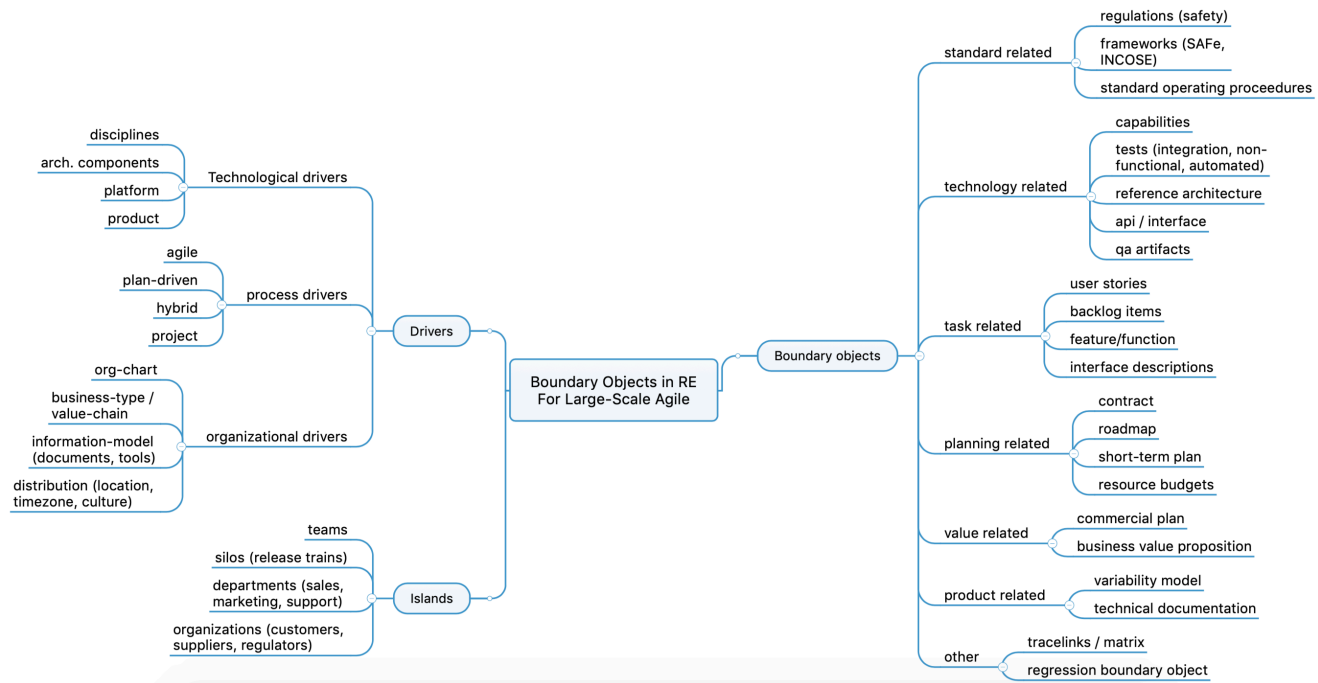 Boundary Objects in RE
For Large-Scale Agile
Drivers
Technological drivers
disciplines
arch. components
platform
product
process drivers
agile
plan-driven
hybrid
project
organizational drivers
org-chart
business-type /
value-chain
information-model
(documents, tools)
distribution (location,
timezone, culture)
Islands
teams
silos (release trains)
departments (sales,
marketing, support)
organizations (customers,
suppliers, regulators)
Boundary objects
standard related
regulations (safety)
frameworks (SAFe,
INCOSE)
standard operating proceedures
technology related
capabilities
tests (integration, non-
functional, automated)
reference architecture
api / interface
qa artifacts
task related
user stories
backlog items
feature/function
interface descriptions
planning related
contract
roadmap
short-term plan
resource budgets
value related
commercial plan
business value proposition
product related
variability model
technical documentation
other
tracelinks / matrix
regression boundary object